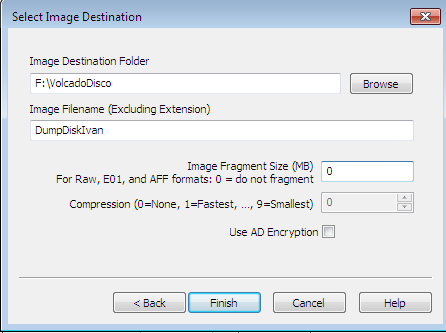 Select Image Destination
Image Destination Folder
F:\VolcadoDisco
Browse
Image Filename (Excluding Extension)
DumpDiskIvan
Image Fragment Size (MB)
For Raw, E01, and AFF formats: 0 = do not fragment
0
Compression (0=None, 1=Fastest, ..., 9=Smallest)
0
Use AD Encryption
< Back
Finish
Cancel
Help